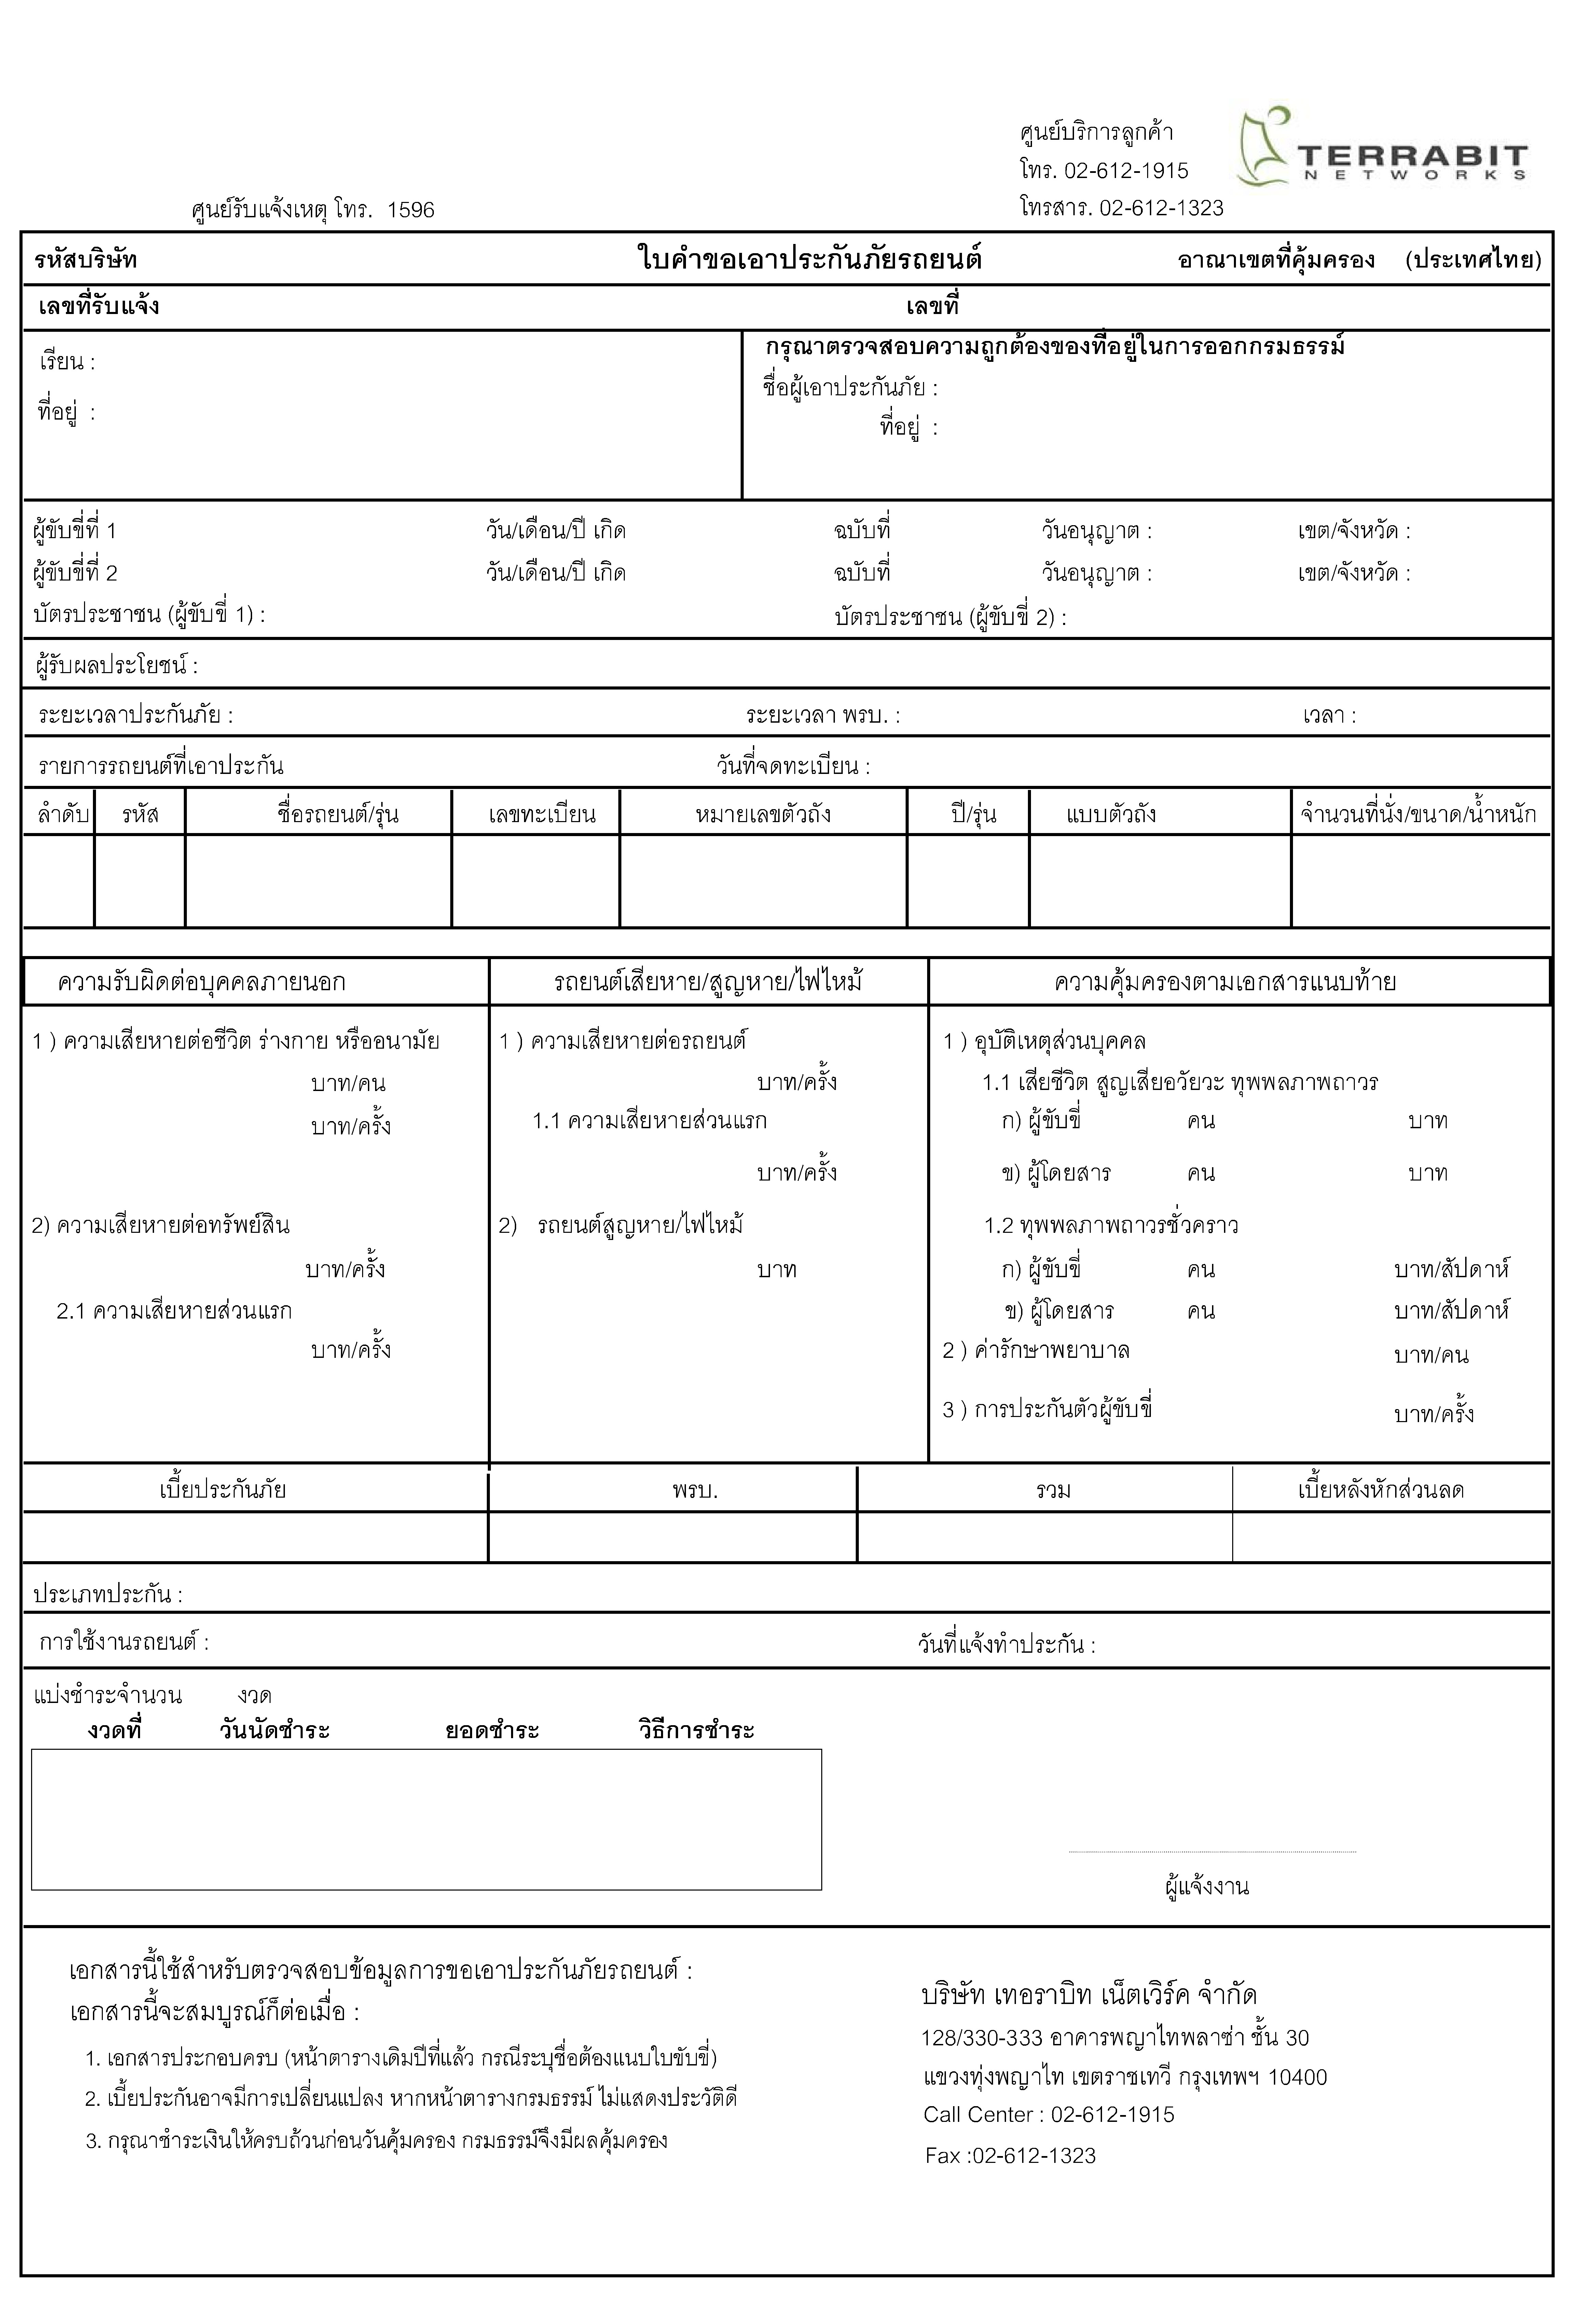 ศูนย์บริการลูกค้า
TERRABIT
NETWORKS
โทร. 02-612-1915
ศูนย์รับแจ้งเหตุ โทร. 1596
โทรสาร. 02-612-1323
รหัสบริษัท ใบคำขอเอาประกันภัยรถยนต์ อาณาเขตที่คุ้มครอง (ประเทศไทย)
เลขที่รับแจ้ง เลขที่
กรุณาตรวจสอบความถูกต้องของที่อยู่ในการออกกรมธรรม์
เรียน :
ชื่อผู้เอาประกันภัย :
ที่อยู่ :
ที่อยู่ :
ผู้ขับขี่ที่ 1 วัน/เดือน/ปี เกิด ฉบับที่ วันอนุญาต : เขต/จังหวัด :
ผู้ขับขี่ที่ 2 วัน/เดือน/ปี เกิด ฉบับที่ วันอนุญาต : เขต/จังหวัด :
บัตรประชาชน (ผู้ขับขี่ 1) : บัตรประชาชน (ผู้ขับขี่ 2) :
ผู้รับผลประโยชน์ :
ระยะเวลาประกันภัย : ระยะเวลา พรบ. : เวลา :
รายการรถยนต์ที่เอาประกัน วันที่จดทะเบียน :
ลำดับ รหัส ชื่อรถยนต์/รุ่น เลขทะเบียน หมายเลขตัวถัง ปี/รุ่น แบบตัวถัง จำนวนที่นั่ง/ขนาด/น้ำหนัก
ความรับผิดต่อบุคคลภายนอก รถยนต์เสียหาย/สูญหาย/ไฟไหม้ ความคุ้มครองตามเอกสารแนบท้าย
1 ) ความเสียหายต่อชีวิต ร่างกาย หรืออนามัย 1 ) ความเสียหายต่อรถยนต์ 1 ) อุบัติเหตุส่วนบุคคล
บาท/คน บาท/ครั้ง 1.1 เสียชีวิต สูญเสียอวัยวะ ทุพพลภาพถาวร
บาท/ครั้ง 1.1 ความเสียหายส่วนแรก ก) ผู้ขับขี่ คน บาท
บาท/ครั้ง ข) ผู้โดยสาร คน บาท
2) ความเสียหายต่อทรัพย์สิน 2) รถยนต์สูญหาย/ไฟไหม้ 1.2 ทุพพลภาพถาวรชั่วคราว
บาท/ครั้ง บาท ก) ผู้ขับขี่ คน บาท/สัปดาห์
2.1 ความเสียหายส่วนแรก ข) ผู้โดยสาร คน บาท/สัปดาห์
บาท/ครั้ง 2 ) ค่ารักษาพยาบาล บาท/คน
3 ) การประกันตัวผู้ขับขี่ บาท/ครั้ง
เบี้ยประกันภัย พรบ. รวม เบี้ยหลังหักส่วนลด
ประเภทประกัน :
การใช้งานรถยนต์ : วันที่แจ้งทำประกัน :
แบ่งชำระจำนวน งวด
งวดที่ วันนัดชำระ ยอดชำระ วิธีการชำระ
ผู้แจ้งงาน
เอกสารนี้ใช้สำหรับตรวจสอบข้อมูลการขอเอาประกันภัยรถยนต์ :
เอกสารนี้จะสมบูรณ์ก็ต่อเมื่อ :
1. เอกสารประกอบครบ (หน้าตารางเดิมปีที่แล้ว กรณีระบุชื่อต้องแนบใบขับขี่)
2. เบี้ยประกันอาจมีการเปลี่ยนแปลง หากหน้าตารางกรมธรรม์ ไม่แสดงประวัติดี
3. กรุณาชำระเงินให้ครบถ้วนก่อนวันคุ้มครอง กรมธรรม์จึงมีผลคุ้มครอง
บริษัท เทอราบิท เน็ตเวิร์ค จำกัด
128/330-333 อาคารพญาไทพลาซ่า ชั้น 30
แขวงทุ่งพญาไท เขตราชเทวี กรุงเทพฯ 10400
Call Center : 02-612-1915
Fax :02-612-1323